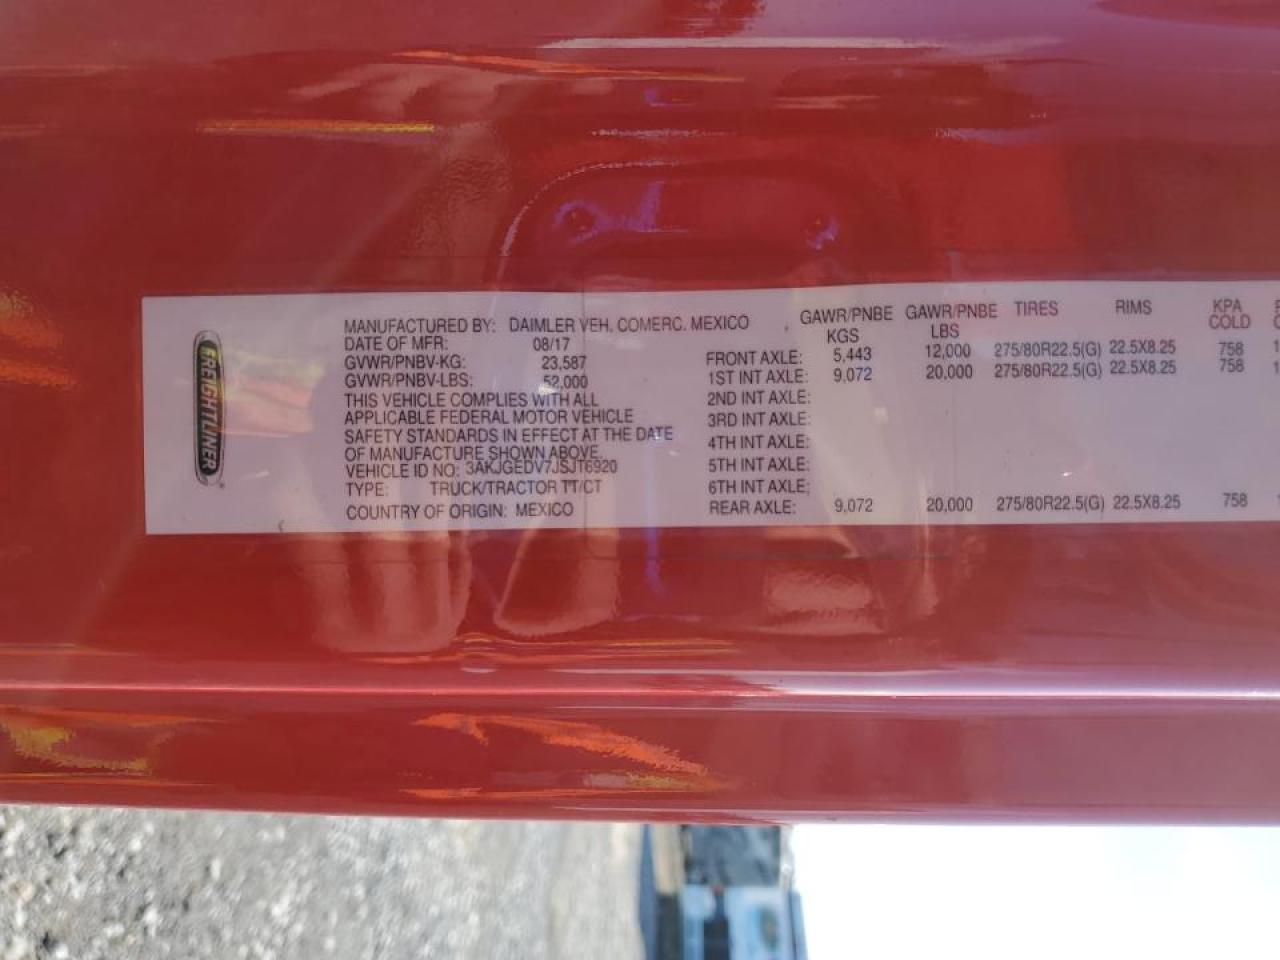 FREIGHTLINER
MANUFACTURED BY: DAIMLER VEH. COMERC. MEXICO
DATE OF MFR: 08/17
GVWR/PNBV-KG: 23,587
GVWR/PNBV-LBS: 52,000
THIS VEHICLE COMPLIES WITH ALL
APPLICABLE FEDERAL MOTOR VEHICLE
SAFETY STANDARDS IN EFFECT AT THE DATE
OF MANUFACTURE SHOWN ABOVE.
VEHICLE ID NO: 3AKJGEDV7JSJT6920
TYPE: TRUCK/TRACTOR TT/CT
COUNTRY OF ORIGIN: MEXICO
GAWR/PNBE GAWR/PNBE TIRES RIMS KPA
KGS LBS COLD
FRONT AXLE: 5,443 12,000 275/80R22.5(G) 22.5X8.25 758
1ST INT AXLE: 9,072 20,000 275/80R22.5(G) 22.5X8.25 758
2ND INT AXLE:
3RD INT AXLE:
4TH INT AXLE:
5TH INT AXLE:
6TH INT AXLE:
REAR AXLE: 9,072 20,000 275/80R22.5(G) 22.5X8.25 758